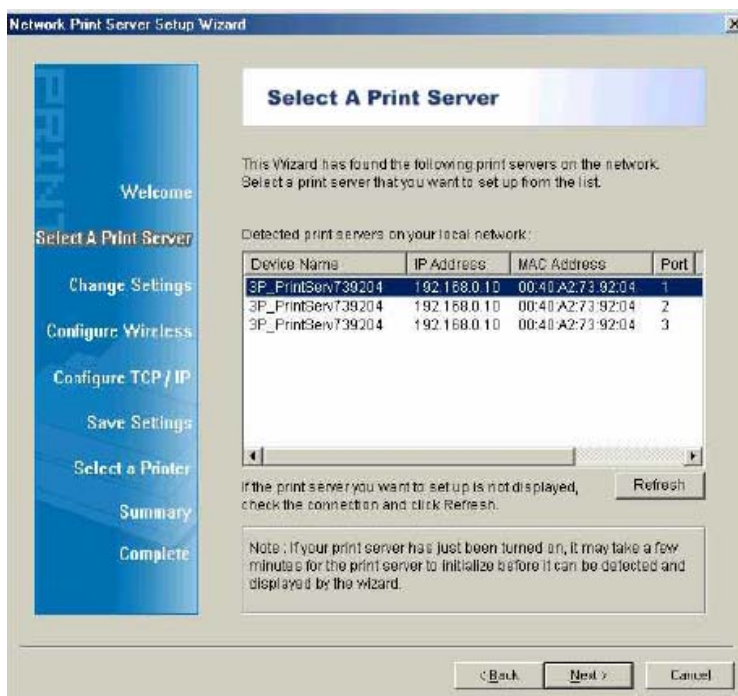 Network Print Server Setup Wizard
PRINT
Select A Print Server
This Wizard has found the following print servers on the network.
Select a print server that you want to set up from the list.
Welcome
Select A Print Server
Change Settings
Configure Wireless
Configure TCP / IP
Save Settings
Select a Printer
Summary
Complete
Detected print servers on your local network:
Device Name IP Address MAC Address Port
3P_PrintServ739204 192.168.0.10 00:40:A2:73:92:04 1
3P_PrintServ739204 192.168.0.10 00:40:A2:73:92:04 2
3P_PrintServ739204 192.168.0.10 00:40:A2:73:92:04 3
If the print server you want to set up is not displayed,
check the connection and click Refresh.
Refresh
Note : If your print server has just been turned on, it may take a few
minutes for the print server to initialize before it can be detected and
displayed by the wizard.
< Back Next > Cancel